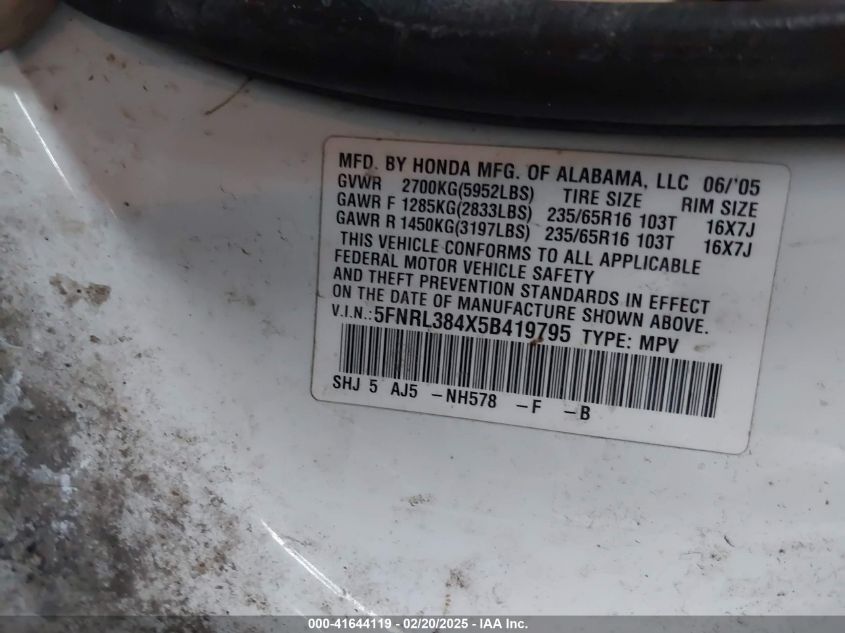 MFD. BY HONDA MFG. OF ALABAMA, LLC 06/'05
GVWR 2700KG(5952LBS) TIRE SIZE RIM SIZE
GAWR F 1285KG(2833LBS) 235/65R16 103T 16X7J
GAWR R 1450KG(3197LBS) 235/65R16 103T 16X7J
THIS VEHICLE CONFORMS TO ALL APPLICABLE
FEDERAL MOTOR VEHICLE SAFETY
AND THEFT PREVENTION STANDARDS IN EFFECT
ON THE DATE OF MANUFACTURE SHOWN ABOVE.
V.I.N.: 5FNRL384X5B419795 TYPE: MPV
SHJ 5 AJ5 -NH578 -F -B
000-41644119 - 02/20/2025 - IAAI Inc.